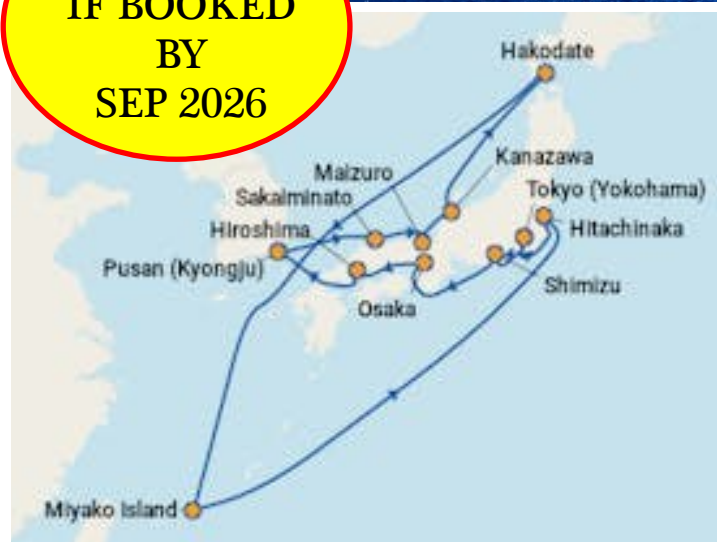 IF BOOKED
BY
SEP 2026
Hakodate
Kanazawa
Maizuro
Tokyo (Yokohama)
Sakaiminato
Hiroshima
Hitachinaka
Pusan (Kyongju)
Shimizu
Osaka
Miyako Island